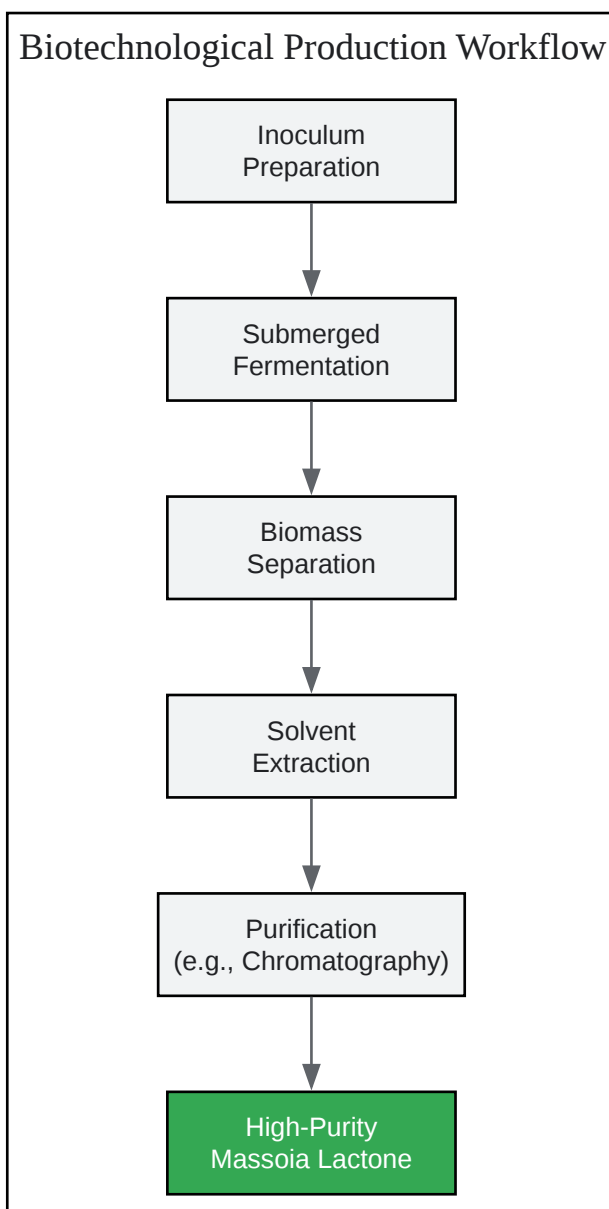 Biotechnological Production Workflow
Inoculum
Preparation
Submerged
Fermentation
Biomass
Separation
Solvent
Extraction
Purification
(e.g., Chromatography)
High-Purity
Massoia Lactone